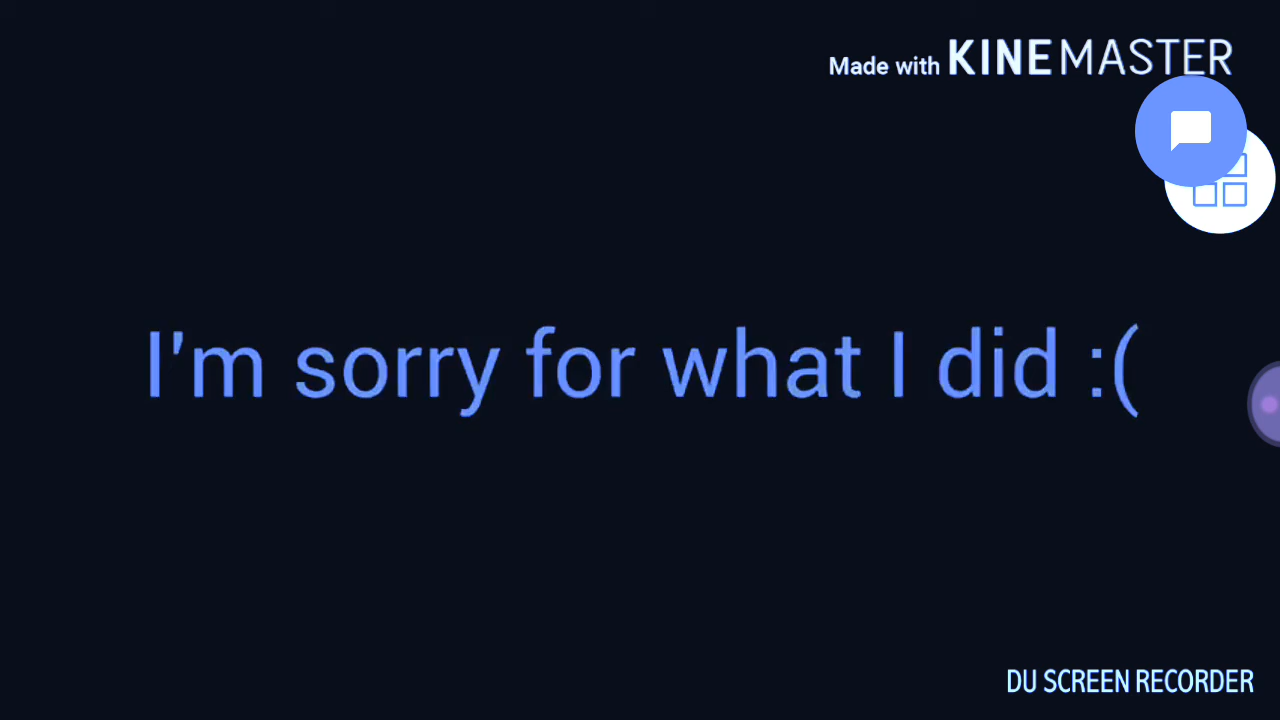 Made with KINEMASTER
I'm sorry for what I did :(
DU SCREEN RECORDER